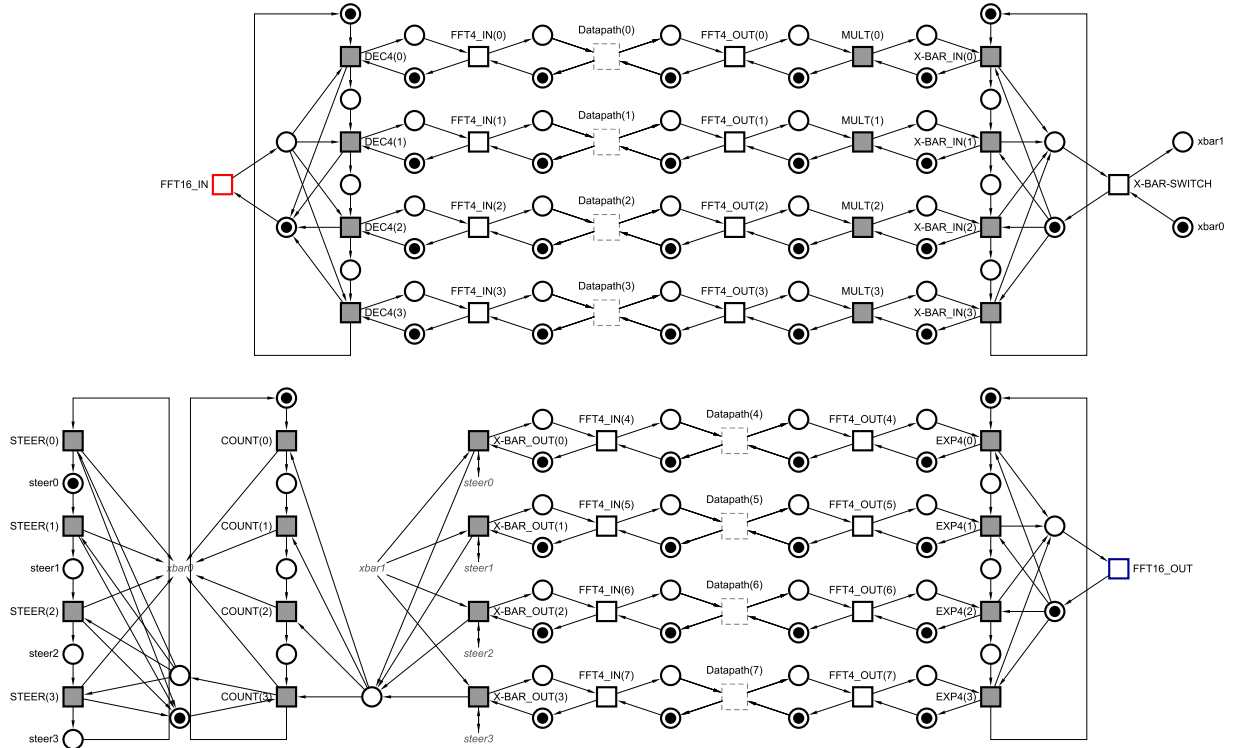 Datapath(0)
FFT4_IN(0)
FFT4_OUT(0)
MULT(0)
DEC4(0)
X-BAR_IN(0)
Datapath(1)
FFT4_IN(1)
FFT4_OUT(1)
MULT(1)
DEC4(1)
X-BAR_IN(1)
xbar1
FFT16_IN
X-BAR-SWITCH
Datapath(2)
FFT4_IN(2)
FFT4_OUT(2)
MULT(2)
DEC4(2)
X-BAR_IN(2)
xbar0
Datapath(3)
FFT4_IN(3)
FFT4_OUT(3)
MULT(3)
DEC4(3)
X-BAR_IN(3)
Datapath(4)
FFT4_IN(4)
FFT4_OUT(4)
STEER(0)
COUNT(0)
X-BAR_OUT(0)
EXP4(0)
steer0
steer0
Datapath(5)
FFT4_IN(5)
FFT4_OUT(5)
STEER(1)
COUNT(1)
X-BAR_OUT(1)
EXP4(1)
steer1
xbar0
xbar1
steer1
FFT16_OUT
Datapath(6)
FFT4_IN(6)
FFT4_OUT(6)
STEER(2)
COUNT(2)
X-BAR_OUT(2)
EXP4(2)
steer2
steer2
Datapath(7)
FFT4_IN(7)
FFT4_OUT(7)
STEER(3)
COUNT(3)
X-BAR_OUT(3)
EXP4(3)
steer3
steer3